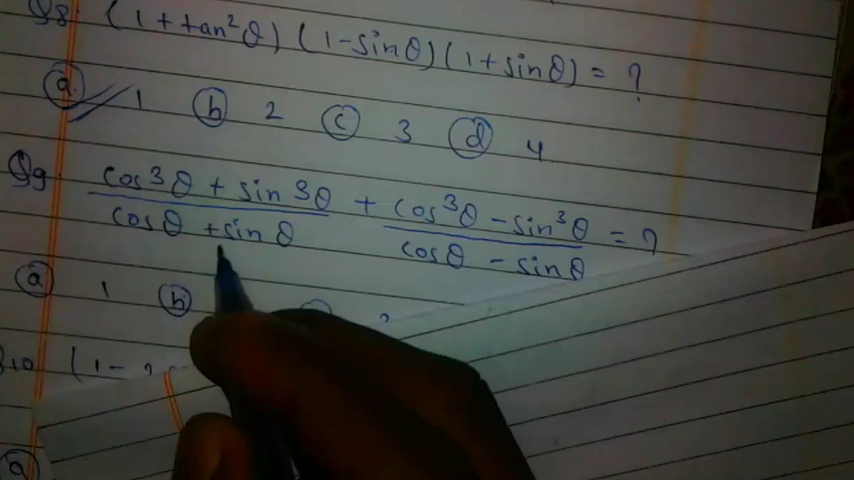 Q8. (1 + tan²θ) (1 - sinθ) (1 + sinθ) = ?
(a) 1 (b) 2 (c) 3 (d) 4
Q9 (cos³θ + sin³θ)/(cosθ + sinθ) + (cos³θ - sin³θ)/(cosθ - sinθ) = ?
(a) 1 (b)
(1 -
(a)